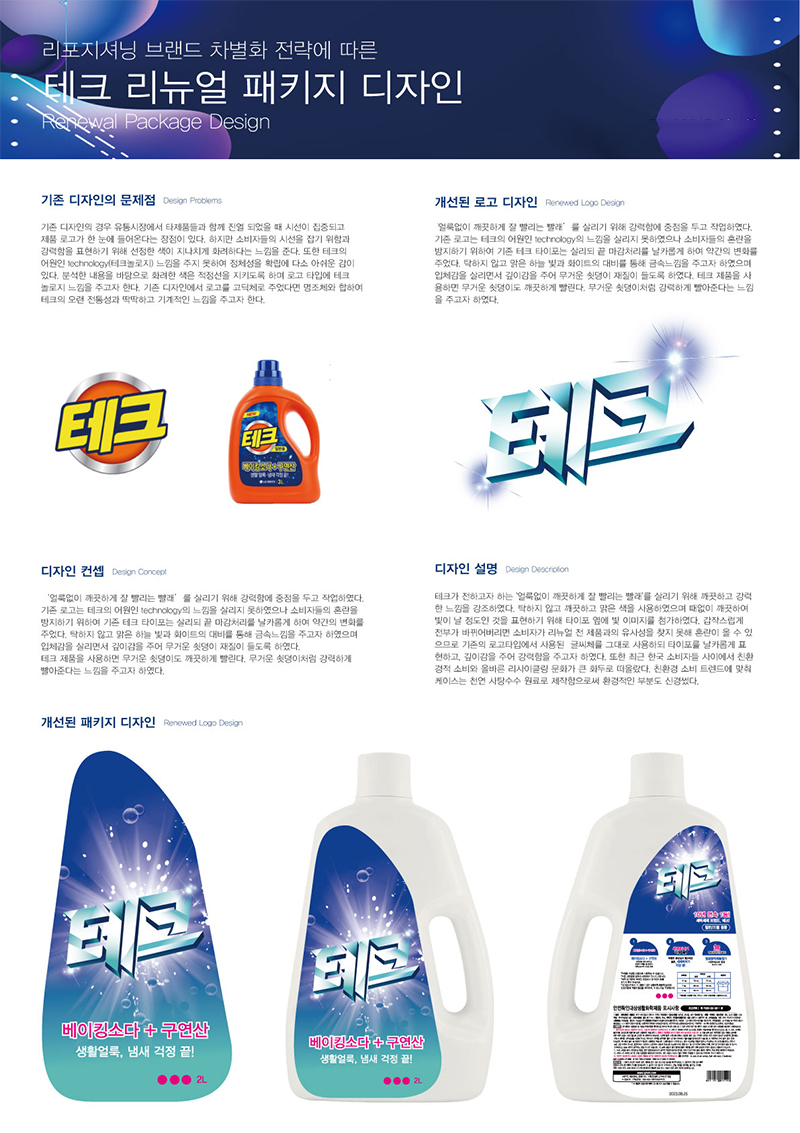 리포지셔닝 브랜드 차별화 전략에 따른
테크 리뉴얼 패키지 디자인
Renewal Package Design
기존 디자인의 문제점 Design Problems
기존 디자인의 경우 유통시장에서 타제품들과 함께 진열 되었을 때 시선이 집중되고
제품 로고가 한 눈에 들어온다는 장점이 있다. 하지만 소비자들의 시선을 잡기 위함과
강력함을 표현하기 위해 선정한 색이 지나치게 화려하다는 느낌을 준다. 또한 테크의
어원인 technology(테크놀로지) 느낌을 주지 못하여 정체성을 확립에 다소 아쉬운 감이
있다. 분석한 내용을 바탕으로 화려한 색은 적정선을 지키도록 하며 로고 타입에 테크
놀로지 느낌을 주고자 한다. 기존 디자인에서 로고를 고딕체로 주었다면 명조체와 합하여
테크의 오랜 전통성과 딱딱하고 기계적인 느낌을 주고자 한다.
개선된 로고 디자인 Renewed Logo Design
'얼룩없이 깨끗하게 잘 빨리는 빨래' 를 살리기 위해 강력함에 중점을 두고 작업하였다.
기존 로고는 테크의 어원인 technology의 느낌을 살리지 못하였으나 소비자들의 혼란을
방지하기 위하여 기존 테크 타이포는 살리되 끝 마감처리를 날카롭게 하여 약간의 변화를
주었다. 탁하지 않고 맑은 하늘 빛과 화이트의 대비를 통해 금속느낌을 주고자 하였으며
입체감을 살리면서 깊이감을 주어 무거운 쇳덩이 재질이 들도록 하였다. 테크 제품을 사
용하면 무거운 쇳덩이도 깨끗하게 빨린다. 무거운 쇳덩이처럼 강력하게 빨아준다는 느낌
을 주고자 하였다.
테크
테크
베이킹소다+구연산
생활 얼룩·냄새 걱정 끝!
3L
테크
디자인 컨셉 Design Concept
'얼룩없이 깨끗하게 잘 빨리는 빨래' 를 살리기 위해 강력함에 중점을 두고 작업하였다.
기존 로고는 테크의 어원인 technology의 느낌을 살리지 못하였으나 소비자들의 혼란을
방지하기 위하여 기존 테크 타이포는 살리되 끝 마감처리를 날카롭게 하여 약간의 변화를
주었다. 탁하지 않고 맑은 하늘 빛과 화이트의 대비를 통해 금속느낌을 주고자 하였으며
입체감을 살리면서 깊이감을 주어 무거운 쇳덩이 재질이 들도록 하였다.
테크 제품을 사용하면 무거운 쇳덩이도 깨끗하게 빨린다. 무거운 쇳덩이처럼 강력하게
빨아준다는 느낌을 주고자 하였다.
디자인 설명 Design Description
테크가 전하고자 하는 '얼룩없이 깨끗하게 잘 빨리는 빨래'를 살리기 위해 깨끗하고 강력
한 느낌을 강조하였다. 탁하지 않고 깨끗하고 맑은 색을 사용하였으며 때없이 깨끗하여
빛이 날 정도인 것을 표현하기 위해 타이포 옆에 빛 이미지를 첨가하였다. 갑작스럽게
전부가 바뀌어버리면 소비자가 리뉴얼 전 제품과의 유사성을 찾지 못해 혼란이 올 수 있
으므로 기존의 로고타입에서 사용된 글씨체를 그대로 사용하되 타이포를 날카롭게 표
현하고, 깊이감을 주어 강력함을 주고자 하였다. 또한 최근 한국 소비자들 사이에서 친환
경적 소비와 올바른 리사이클링 문화가 큰 화두로 떠올랐다. 친환경 소비 트렌드에 맞춰
케이스는 천연 사탕수수 원료로 제작함으로써 환경적인 부분도 신경썼다.
개선된 패키지 디자인 Renewed Logo Design
테크
베이킹소다 + 구연산
생활얼룩, 냄새 걱정 끝!
2L
테크
베이킹소다 + 구연산
생활얼룩, 냄새 걱정 끝!
2L
테크
안전확인대상생활화학제품 표시사항